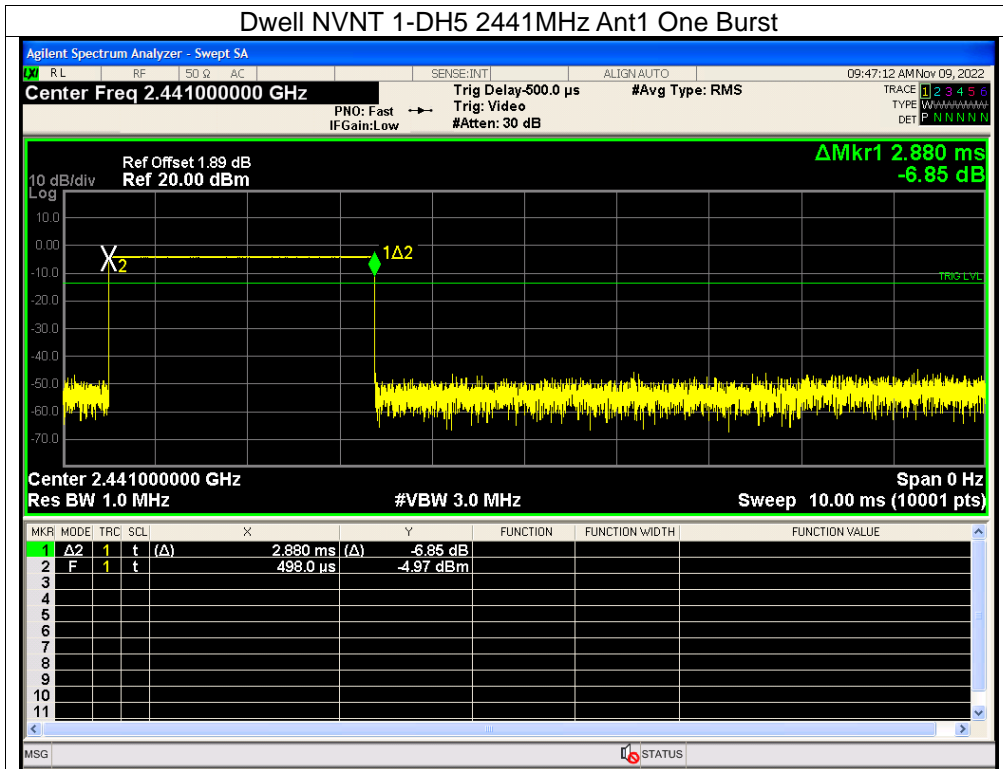 Dwell NVNT 1-DH5 2441MHz Ant1 One Burst
Agilent Spectrum Analyzer - Swept SA
LXI RL RF 50 Ω AC SENSE:INT ALIGN AUTO 09:47:12 AM Nov 09, 2022
Center Freq 2.441000000 GHz Trig Delay-500.0 µs #Avg Type: RMS TRACE 1 2 3 4 5 6
PNO: Fast Trig: Video TYPE WWWWWW
IFGain:Low #Atten: 30 dB DET P N N N N N
ΔMkr1 2.880 ms
-6.85 dB
Ref Offset 1.89 dB
10 dB/div Ref 20.00 dBm
Log
10.0
0.00
1Δ2
2
-10.0
TRIG LVL
-20.0
-30.0
-40.0
-50.0
-60.0
-70.0
Center 2.441000000 GHz Span 0 Hz
Res BW 1.0 MHz #VBW 3.0 MHz Sweep 10.00 ms (10001 pts)
MKR MODE TRC SCL X Y FUNCTION FUNCTION WIDTH FUNCTION VALUE
1 Δ2 1 t (Δ) 2.880 ms (Δ) -6.85 dB
2 F 1 t 498.0 µs -4.97 dBm
3
4
5
6
7
8
9
10
11
MSG STATUS